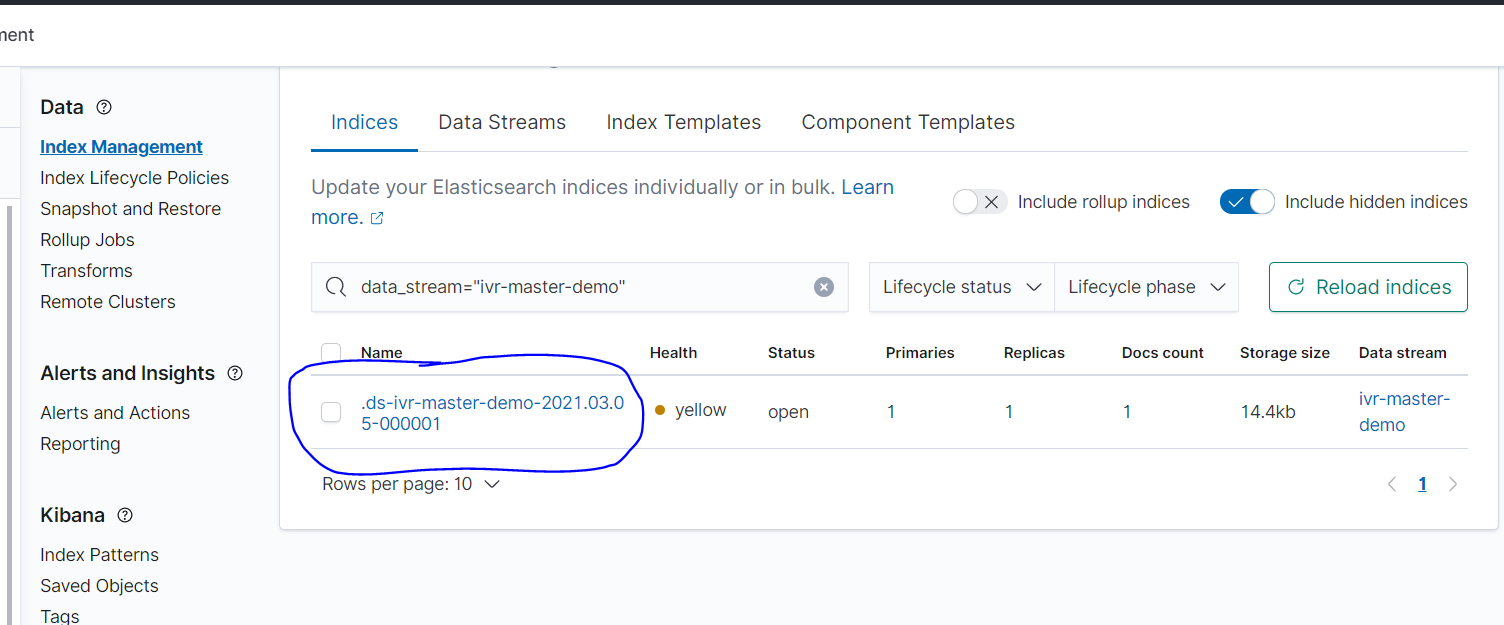 ment
Data
Index Management
Index Lifecycle Policies
Snapshot and Restore
Rollup Jobs
Transforms
Remote Clusters
Alerts and Insights
Alerts and Actions
Reporting
Kibana
Index Patterns
Saved Objects
Tags
Indices Data Streams Index Templates Component Templates
Update your Elasticsearch indices individually or in bulk. Learn
more.
Include rollup indices Include hidden indices
data_stream="ivr-master-demo" Lifecycle status Lifecycle phase Reload indices
Name Health Status Primaries Replicas Docs count Storage size Data stream
.ds-ivr-master-demo-2021.03.0
5-000001
yellow open 1 1 1 14.4kb
ivr-master-
demo
Rows per page: 10 1